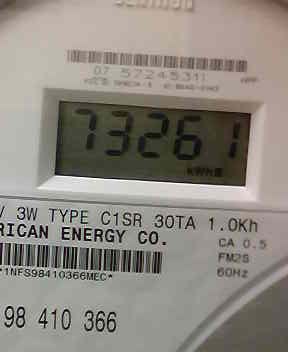 07 57245311
73261
kWh
V 3W TYPE C1SR 30TA 1.0Kh
RICAN ENERGY CO.
CA 0.5
FM2S
60Hz
*1NFS98410366MEC*
98 410 366